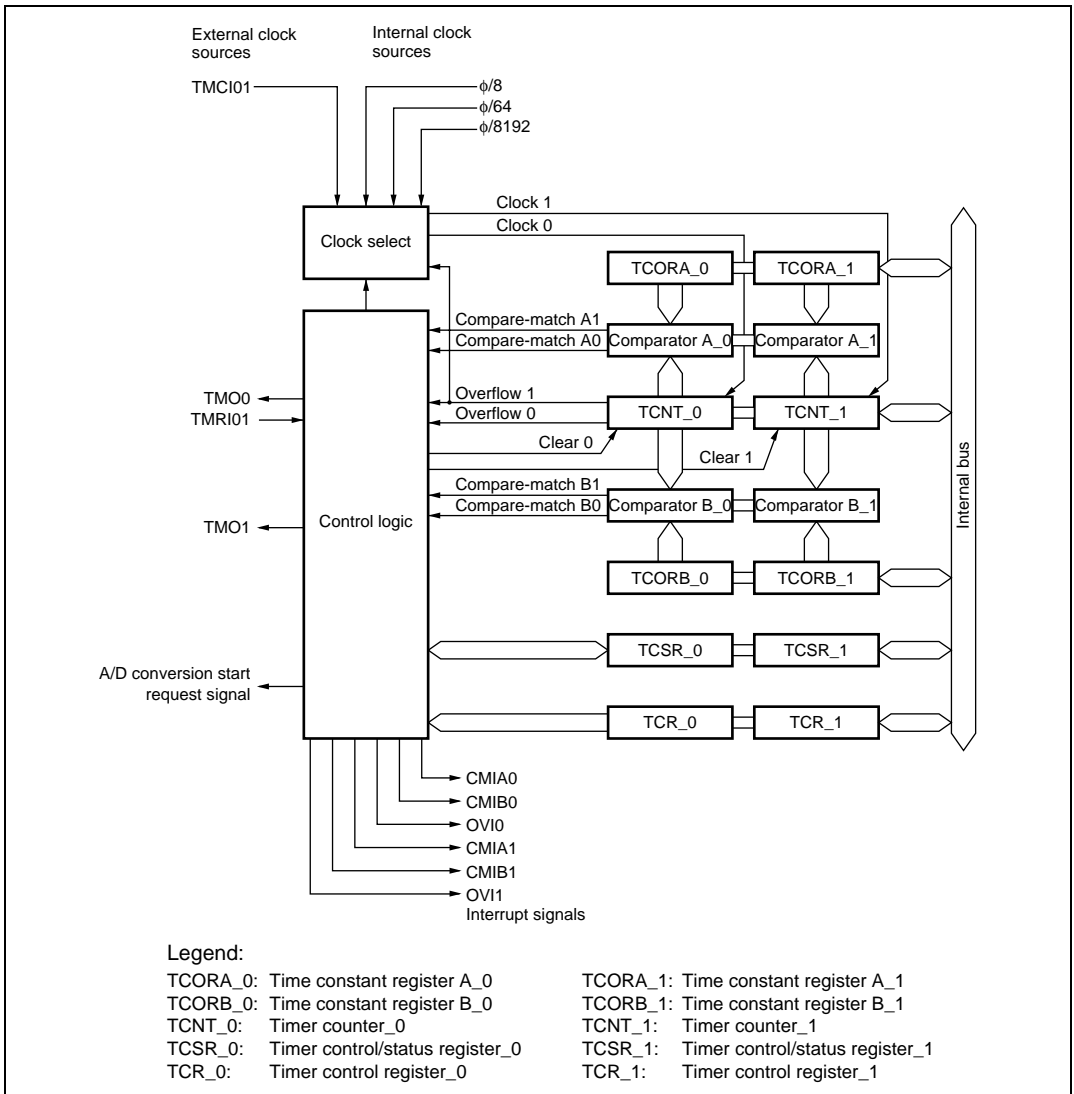 External clock
sources
Internal clock
sources
TMCI01
ϕ/8
ϕ/64
ϕ/8192
Clock 1
Clock 0
Clock select
TCORA_0
TCORA_1
Compare-match A1
Compare-match A0
Comparator A_0
Comparator A_1
TMO0
TMRI01
Overflow 1
Overflow 0
TCNT_0
TCNT_1
Clear 0
Clear 1
Compare-match B1
Compare-match B0
Comparator B_0
Comparator B_1
TMO1
Control logic
Internal bus
TCORB_0
TCORB_1
TCSR_0
TCSR_1
A/D conversion start
request signal
TCR_0
TCR_1
CMIA0
CMIB0
OVI0
CMIA1
CMIB1
OVI1
Interrupt signals
Legend:
TCORA_0: Time constant register A_0
TCORB_0: Time constant register B_0
TCNT_0: Timer counter_0
TCSR_0: Timer control/status register_0
TCR_0: Timer control register_0
TCORA_1: Time constant register A_1
TCORB_1: Time constant register B_1
TCNT_1: Timer counter_1
TCSR_1: Timer control/status register_1
TCR_1: Timer control register_1